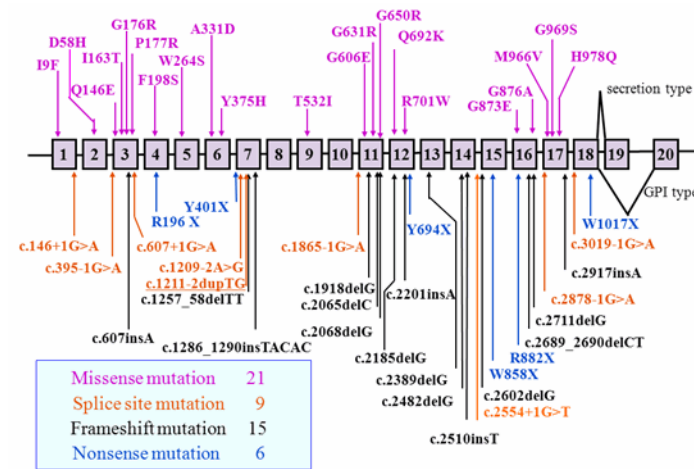 G650R
G176R
A331D
G631R
G969S
D58H
P177R
Q692K
I163T
W264S
G606E
M966V
H978Q
I9F
Q146E
F198S
Y375H
T532I
R701W
G876A
G873E
secretion type
1 2 3 4 5 6 7 8 9 10 11 12 13 14 15 16 17 18 19 20
GPI type
R196 X
Y401X
Y694X
W1017X
c.146+1G>A
c.607+1G>A
c.1865-1G>A
c.3019-1G>A
c.395-1G>A
c.1209-2A>G
c.2917insA
c.1211-2dupTG
c.1918delG
c.2201insA
c.2878-1G>A
c.1257_58delTT
c.2065delC
c.2711delG
c.607insA
c.2068delG
c.1286_1290insTACAC
c.2185delG
R882X
c.2689_2690delCT
c.2389delG
W858X
c.2482delG
c.2602delG
c.2554+1G>T
c.2510insT
Missense mutation 21
Splice site mutation 9
Frameshift mutation 15
Nonsense mutation 6